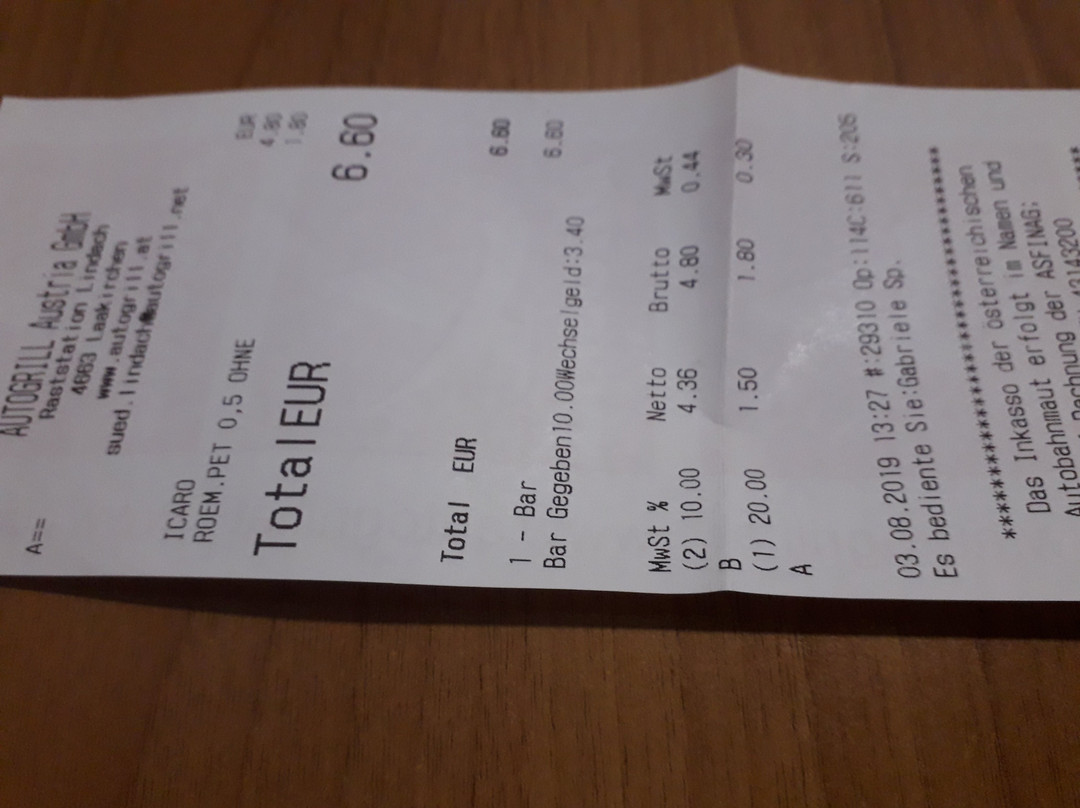 A==
AUTOGRILL Austria GmbH
Raststation Lindach
4663 Laakirchen
www.autogrill.at
sued.lindach@autogrill.net
EUR
ICARO 4.80
ROEM.PET 0,5 OHNE 1.80
TotalEUR 6.60
Total EUR 6.60
1 - Bar 6.60
Bar Gegeben10.00Wechselgeld:3.40
MwSt % Netto Brutto MwSt
(2) 10.00 4.36 4.80 0.44
B
(1) 20.00 1.50 1.80 0.30
A
03.08.2019 13:27 #:29310 Op:114C:611 S:206
Es bediente Sie:Gabriele Sp.
******************************************
Das Inkasso der österreichischen
Autobahnmaut erfolgt im Namen und
Rechnung der ASFINAG;
43143200